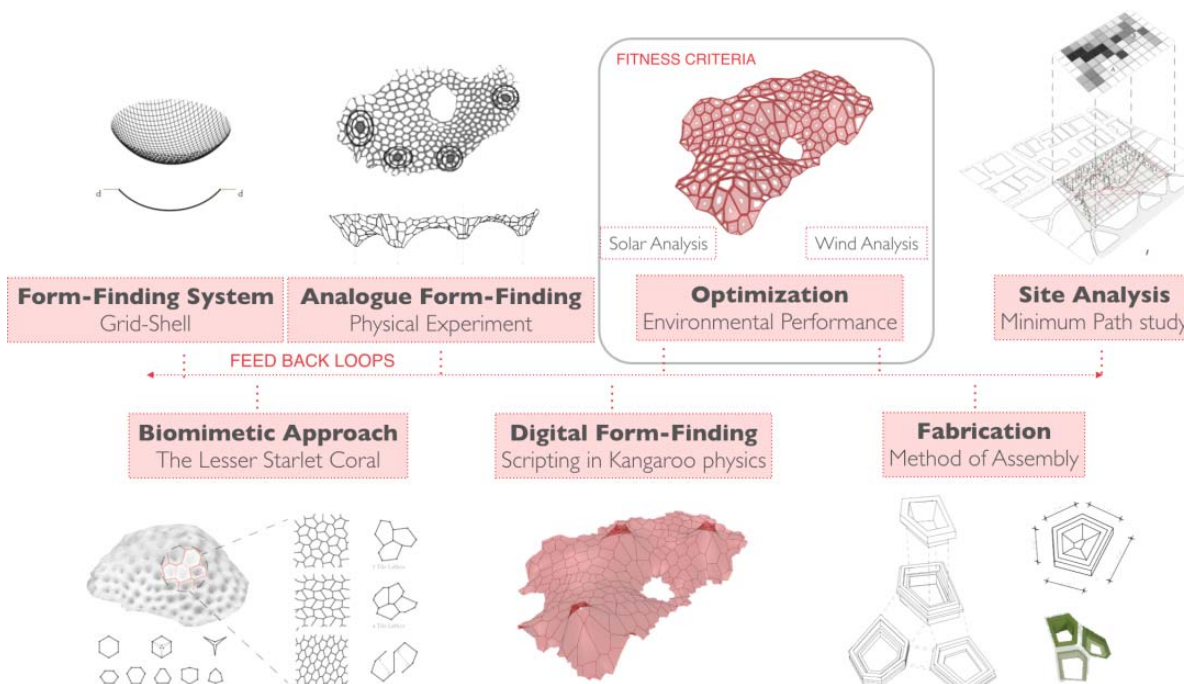 FITNESS CRITERIA
d
d
Solar Analysis
Wind Analysis
Form-Finding System
Grid-Shell
Analogue Form-Finding
Physical Experiment
Optimization
Environmental Performance
Site Analysis
Minimum Path study
FEED BACK LOOPS
Biomimetic Approach
The Lesser Starlet Coral
Digital Form-Finding
Scripting in Kangaroo physics
Fabrication
Method of Assembly